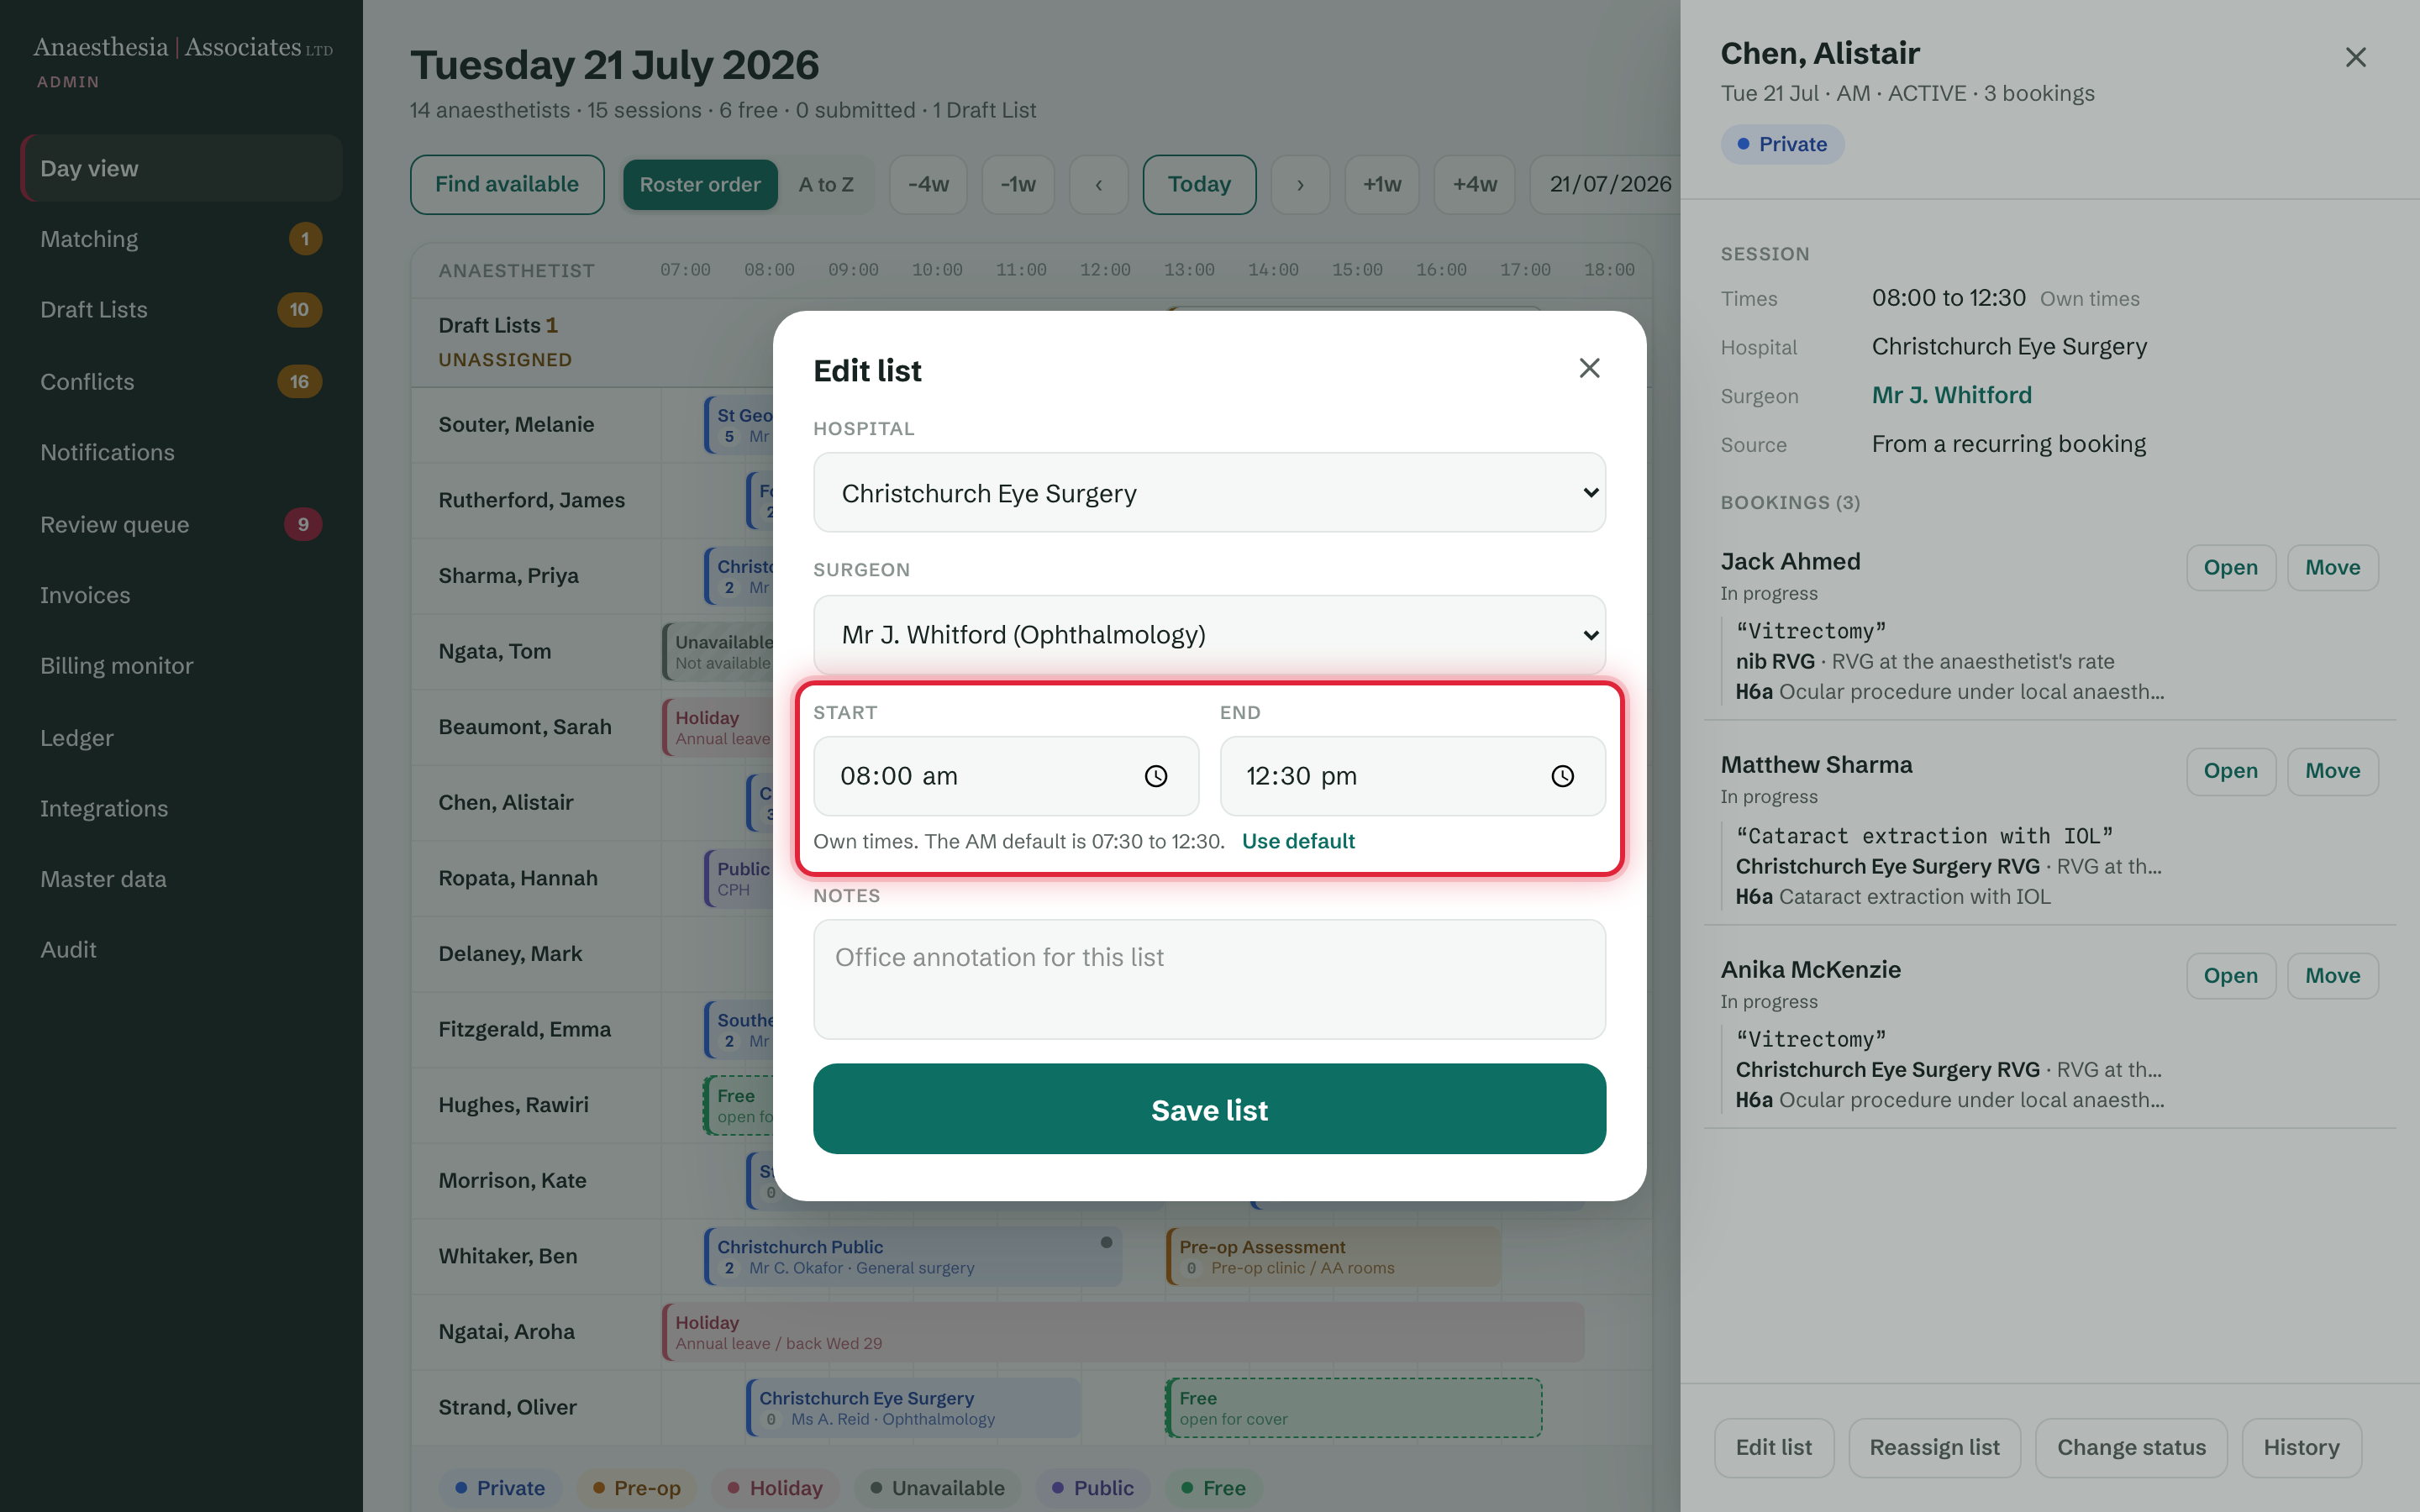 Anaesthesia | Associates LTD
ADMIN
Day view
Matching 1
Draft Lists 10
Conflicts 16
Notifications
Review queue 9
Invoices
Billing monitor
Ledger
Integrations
Master data
Audit
Tuesday 21 July 2026
14 anaesthetists · 15 sessions · 6 free · 0 submitted · 1 Draft List
Find available Roster order A to Z -4w -1w ‹ Today › +1w +4w 21/07/2026
ANAESTHETIST 07:00 08:00 09:00 10:00 11:00 12:00 13:00 14:00 15:00 16:00 17:00 18:00
Draft Lists 1
UNASSIGNED
Souter, Melanie
St Geo
5 Mr
Rutherford, James
2
Sharma, Priya
Christc
2 Mr
Ngata, Tom
Unavailable
Not available
Beaumont, Sarah
Holiday
Annual leave
Chen, Alistair
C
3
Ropata, Hannah
Public
CPH
Delaney, Mark
Fitzgerald, Emma
Southe
2 Mr
Hughes, Rawiri
Free
open fo
Morrison, Kate
0
Whitaker, Ben
Christchurch Public
2 Mr C. Okafor · General surgery
Pre-op Assessment
0 Pre-op clinic / AA rooms
Ngatai, Aroha
Holiday
Annual leave / back Wed 29
Strand, Oliver
Christchurch Eye Surgery
0 Ms A. Reid · Ophthalmology
Free
open for cover
Private Pre-op Holiday Unavailable Public Free
Edit list
HOSPITAL
Christchurch Eye Surgery
SURGEON
Mr J. Whitford (Ophthalmology)
START END
08:00 am 12:30 pm
Own times. The AM default is 07:30 to 12:30. Use default
NOTES
Office annotation for this list
Save list
Chen, Alistair
Tue 21 Jul · AM · ACTIVE · 3 bookings
Private
SESSION
Times 08:00 to 12:30 Own times
Hospital Christchurch Eye Surgery
Surgeon Mr J. Whitford
Source From a recurring booking
BOOKINGS (3)
Jack Ahmed Open Move
In progress
“Vitrectomy”
nib RVG · RVG at the anaesthetist's rate
H6a Ocular procedure under local anaesth…
Matthew Sharma Open Move
In progress
“Cataract extraction with IOL”
Christchurch Eye Surgery RVG · RVG at th…
H6a Cataract extraction with IOL
Anika McKenzie Open Move
In progress
“Vitrectomy”
Christchurch Eye Surgery RVG · RVG at th…
H6a Ocular procedure under local anaesth…
Edit list Reassign list Change status History